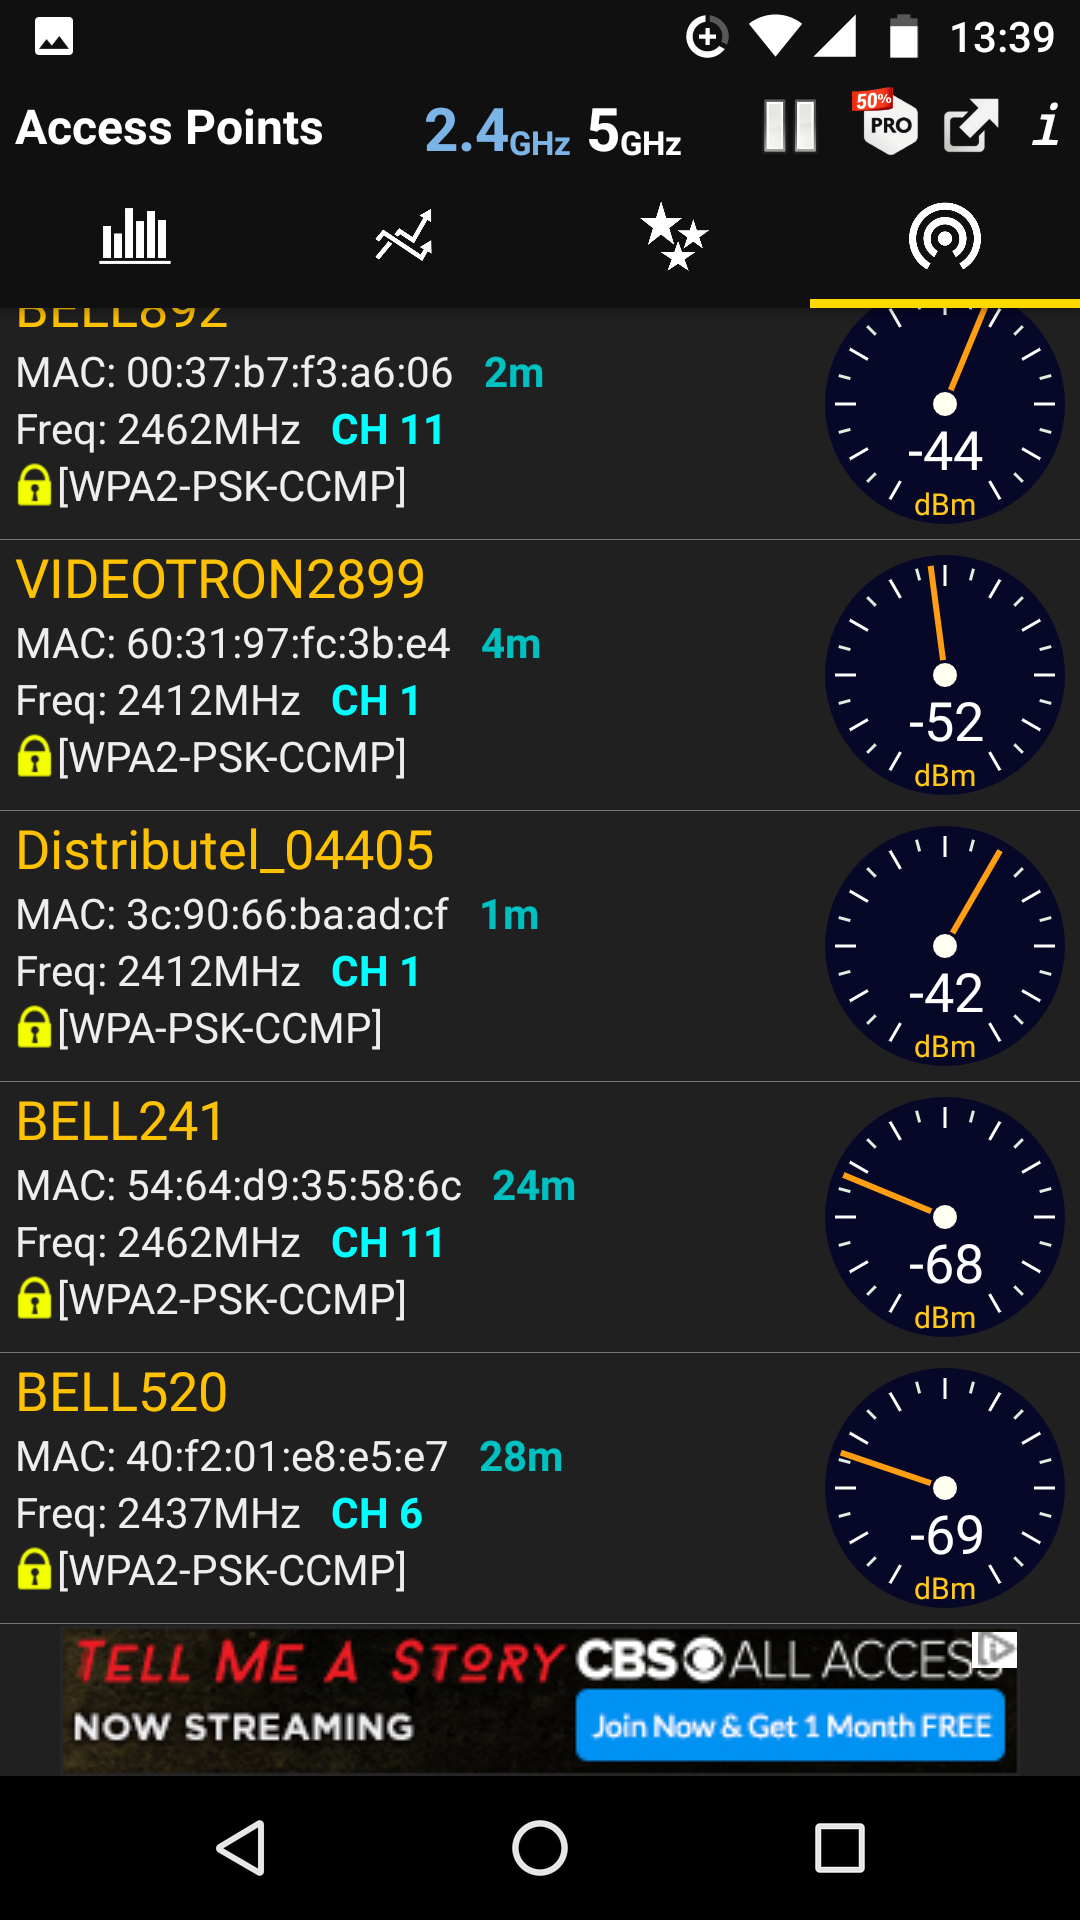 13:39
Access Points 2.4GHz 5GHz 50% PRO i
BELL892
MAC: 00:37:b7:f3:a6:06 2m
Freq: 2462MHz CH 11
[WPA2-PSK-CCMP]
-44
dBm
VIDEOTRON2899
MAC: 60:31:97:fc:3b:e4 4m
Freq: 2412MHz CH 1
[WPA2-PSK-CCMP]
-52
dBm
Distributel_04405
MAC: 3c:90:66:ba:ad:cf 1m
Freq: 2412MHz CH 1
[WPA-PSK-CCMP]
-42
dBm
BELL241
MAC: 54:64:d9:35:58:6c 24m
Freq: 2462MHz CH 11
[WPA2-PSK-CCMP]
-68
dBm
BELL520
MAC: 40:f2:01:e8:e5:e7 28m
Freq: 2437MHz CH 6
[WPA2-PSK-CCMP]
-69
dBm
TELL ME A STORY CBS ALL ACCESS
NOW STREAMING Join Now & Get 1 Month FREE